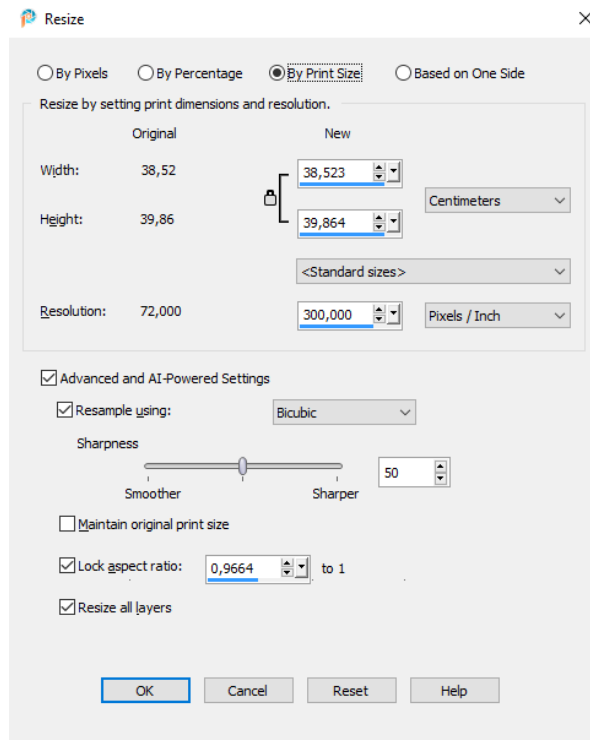 Resize
By Pixels By Percentage By Print Size Based on One Side
Resize by setting print dimensions and resolution.
Original New
Width: 38,52 38,523
Centimeters
Height: 39,86 39,864
<Standard sizes>
Resolution: 72,000 300,000 Pixels / Inch
Advanced and AI-Powered Settings
Resample using: Bicubic
Sharpness
50
Smoother Sharper
Maintain original print size
Lock aspect ratio: 0,9664 to 1
Resize all layers
OK Cancel Reset Help